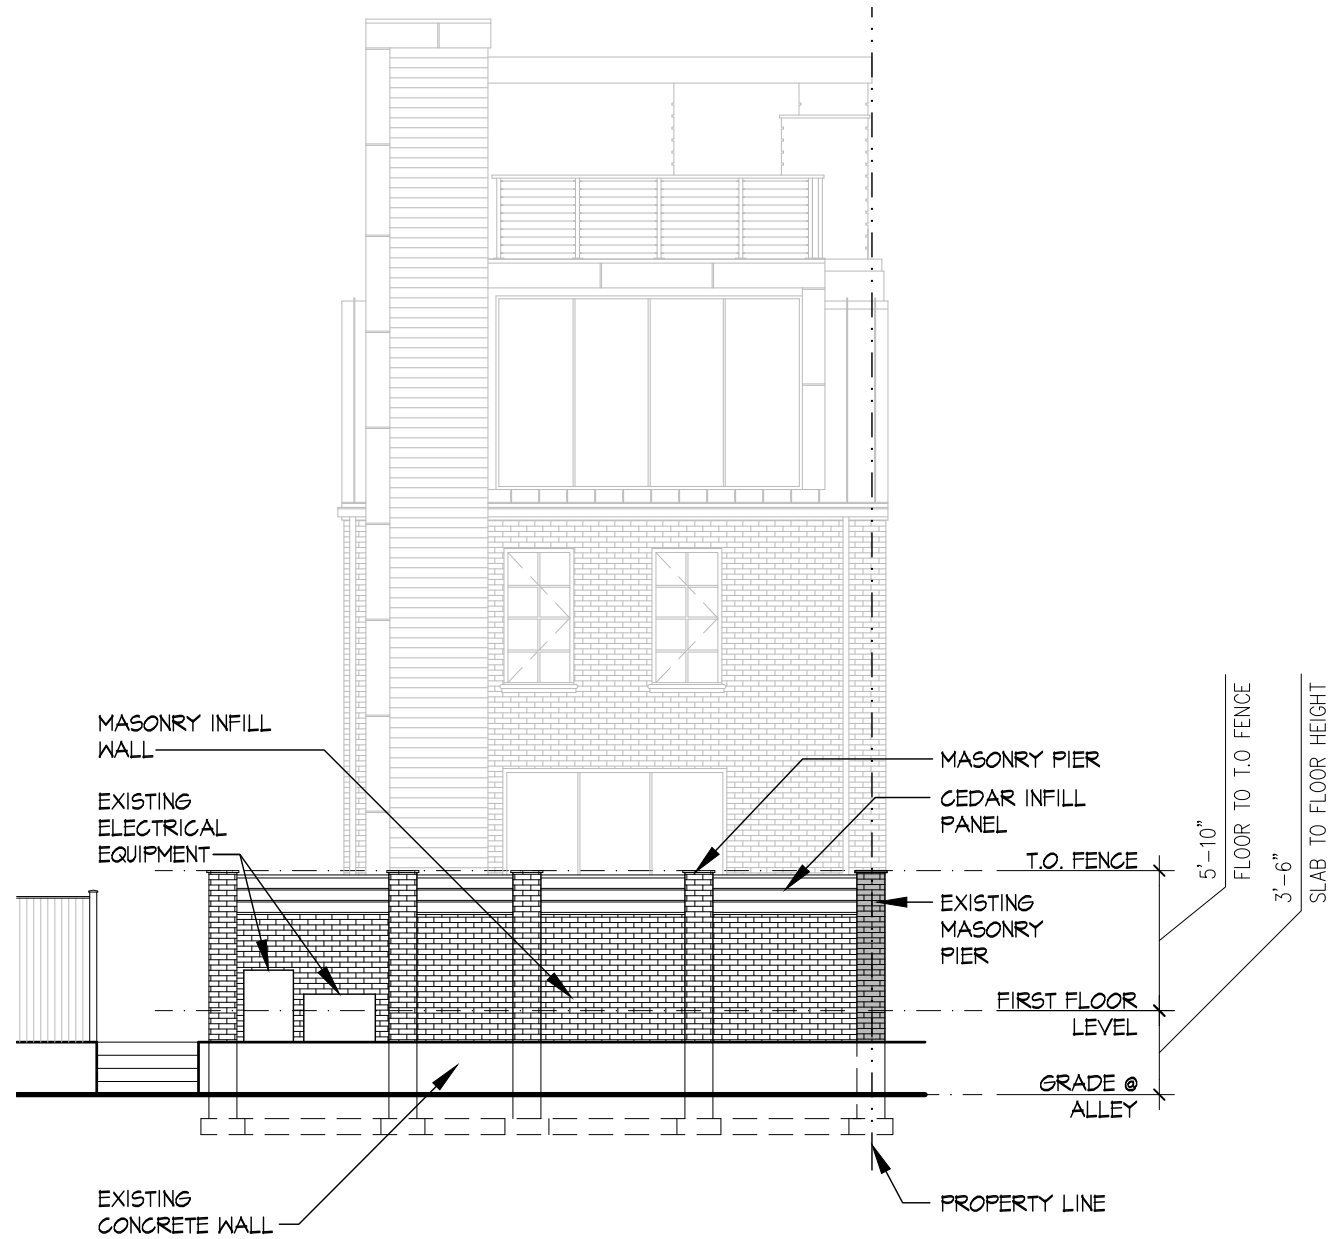 MASONRY INFILL
WALL
EXISTING
ELECTRICAL
EQUIPMENT
MASONRY PIER
CEDAR INFILL
PANEL
T.O. FENCE
EXISTING
MASONRY
PIER
FIRST FLOOR
LEVEL
GRADE @
ALLEY
5'-10"
FLOOR TO T.O FENCE
3'-6"
SLAB TO FLOOR HEIGHT
EXISTING
CONCRETE WALL
PROPERTY LINE